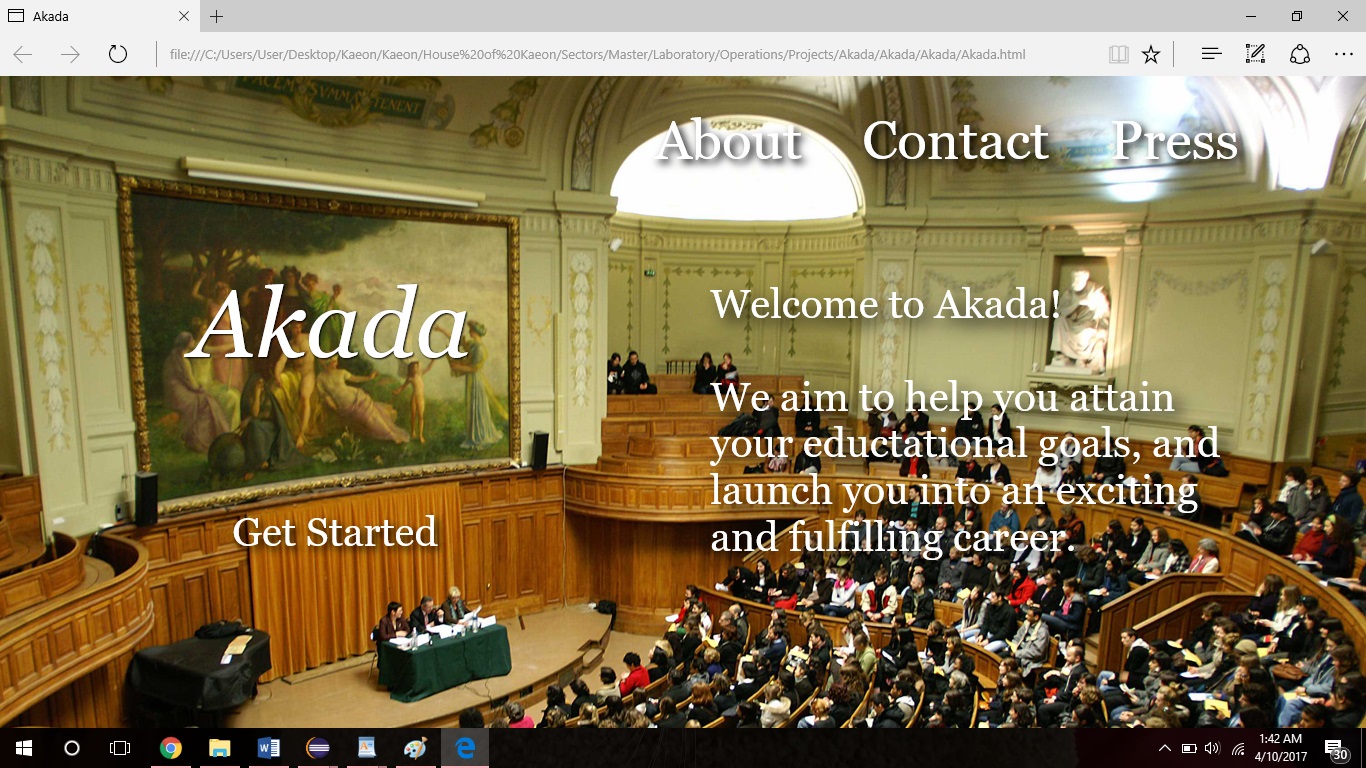 Akada
file:///C:/Users/User/Desktop/Kaeon/Kaeon/House%20of%20Kaeon/Sectors/Master/Laboratory/Operations/Projects/Akada/Akada/Akada/Akada.html
TENENT
About Contact Press
Akada
Welcome to Akada!
We aim to help you attain
your eductational goals, and
launch you into an exciting
and fulfilling career.
Get Started
1:42 AM
4/10/2017
30